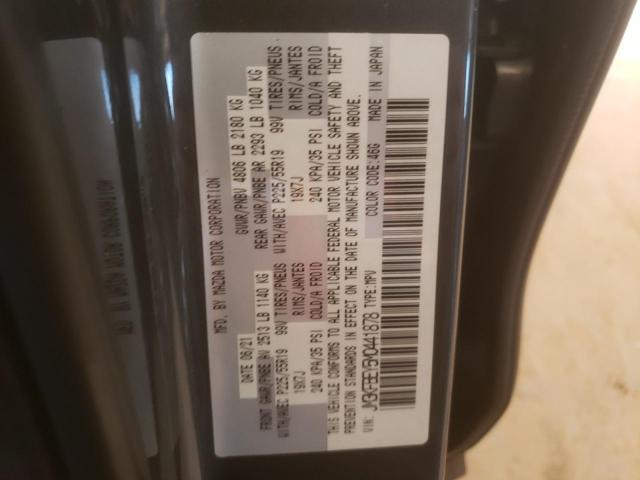 MFD. BY MAZDA MOTOR CORPORATION
DATE 06/21 GVWR/PNBV 4806 LB 2180 KG
FRONT GAWR/PNBE AV 2513 LB 1140 KG REAR GAWR/PNBE AR 2293 LB 1040 KG
WITH/AVEC P225/55R19 99V TIRES/PNEUS WITH/AVEC P225/55R19 99V TIRES/PNEUS
19X7J RIMS/JANTES 19X7J RIMS/JANTES
240 KPA/35 PSI COLD/A FROID 240 KPA/35 PSI COLD/A FROID
THIS VEHICLE CONFORMS TO ALL APPLICABLE FEDERAL MOTOR VEHICLE SAFETY AND THEFT
PREVENTION STANDARDS IN EFFECT ON THE DATE OF MANUFACTURE SHOWN ABOVE.
VIN: JM3KFBEY5M0441878 TYPE:MPV COLOR CODE:46G MADE IN JAPAN